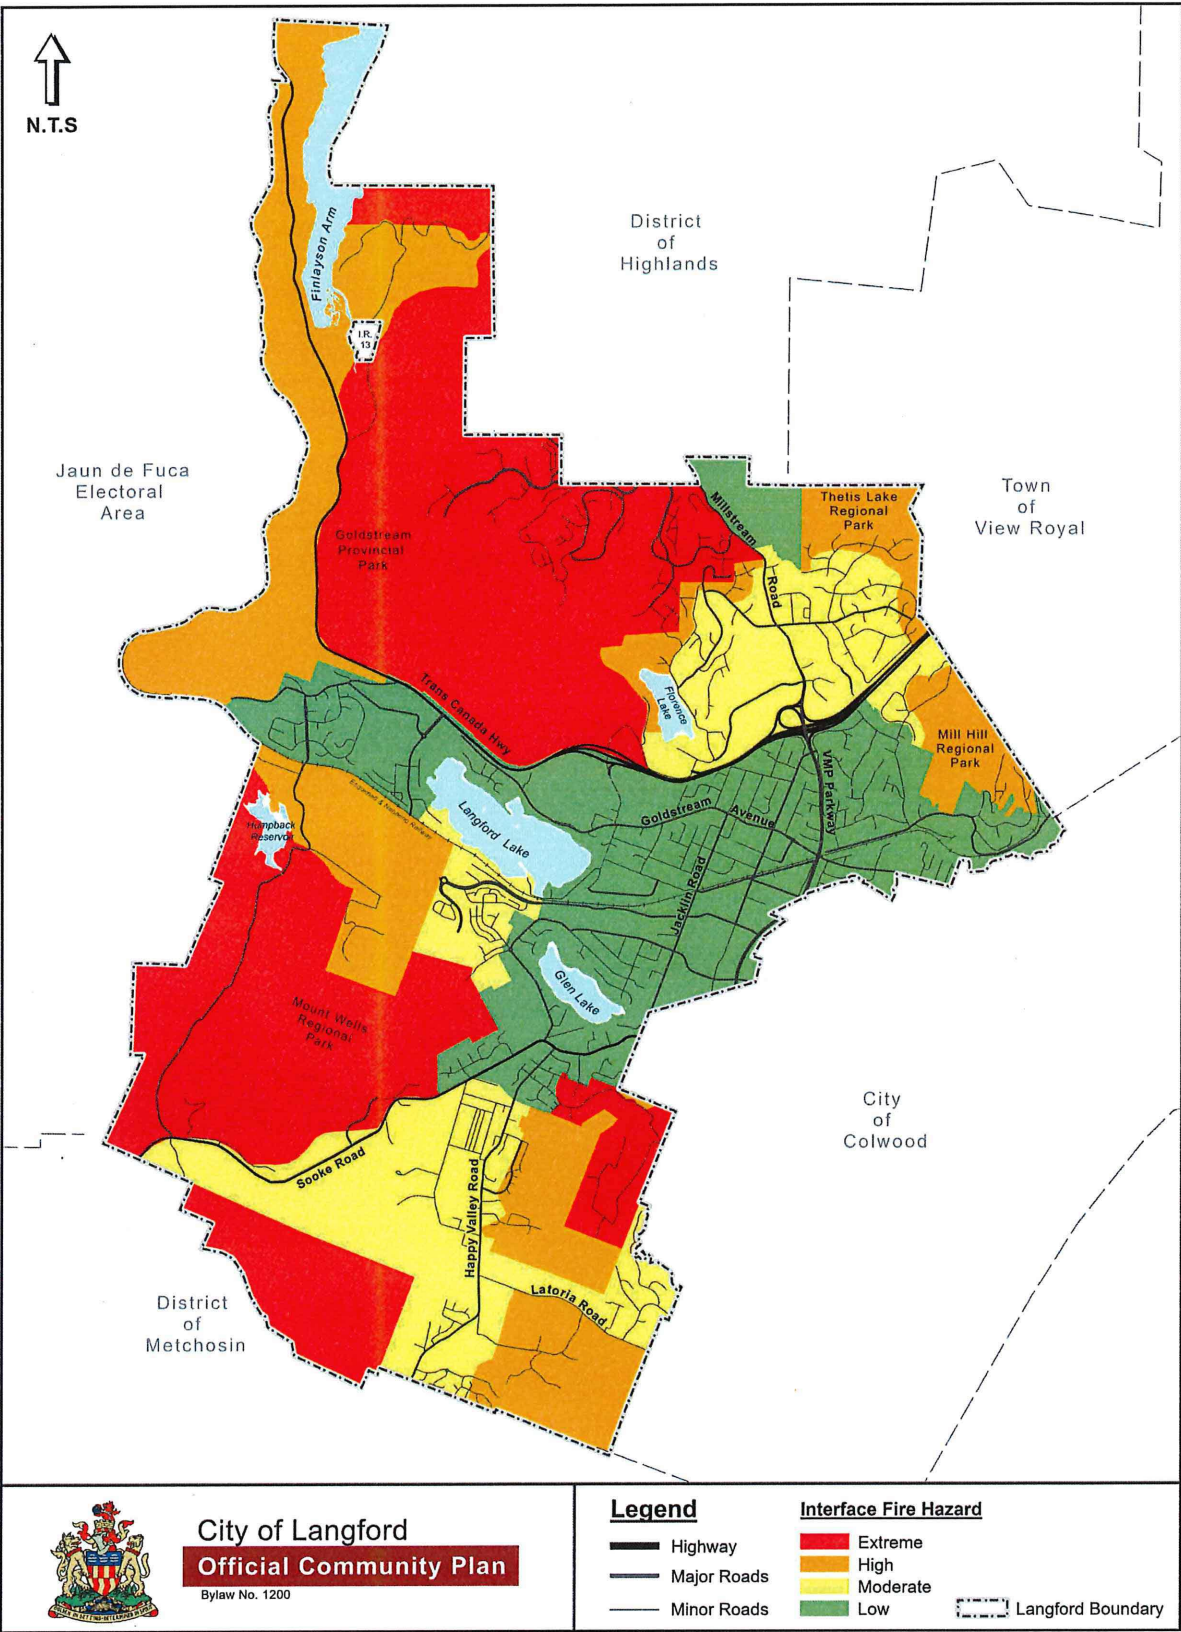 N.T.S
Finlayson Arm
I.R.
13
District
of
Highlands
Jaun de Fuca
Electoral
Area
Goldstream
Provincial
Park
Millstream
Road
Thetis Lake
Regional
Park
Town
of
View Royal
Trans Canada Hwy
Florence
Lake
Mill Hill
Regional
Park
VMP Parkway
Goldstream Avenue
Langford Lake
Esquimalt & Nanaimo Railway
Humpback
Reservoir
Jacklin Road
Glen Lake
Mount Wells
Regional
Park
City
of
Colwood
Sooke Road
Happy Valley Road
Latoria Road
District
of
Metchosin
City of Langford
Official Community Plan
Bylaw No. 1200
Legend
Highway
Major Roads
Minor Roads
Interface Fire Hazard
Extreme
High
Moderate
Low
Langford Boundary